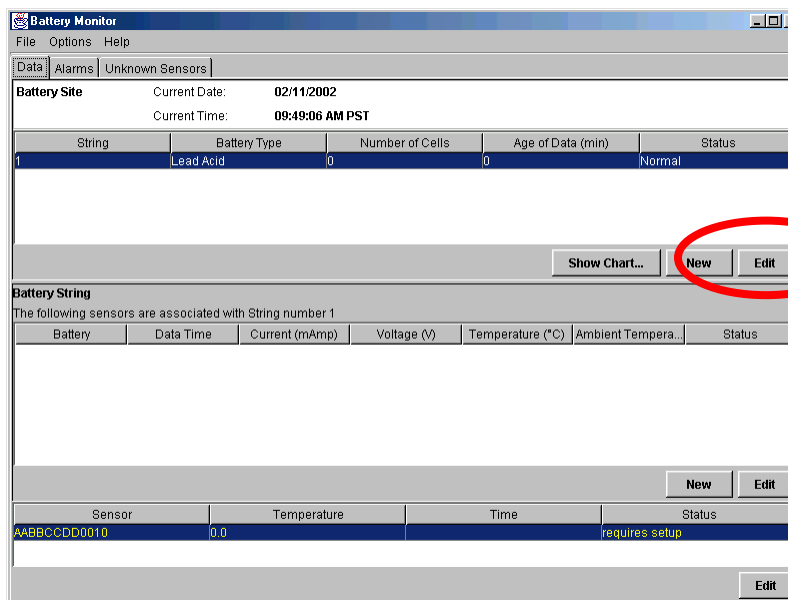 Battery Monitor
File Options Help
Data Alarms Unknown Sensors
Battery Site Current Date: 02/11/2002
Current Time: 09:49:06 AM PST
String Battery Type Number of Cells Age of Data (min) Status
1 Lead Acid 0 0 Normal
Show Chart... New Edit
Battery String
The following sensors are associated with String number 1
Battery Data Time Current (mAmp) Voltage (V) Temperature (°C) Ambient Tempera... Status
New Edit
Sensor Temperature Time Status
AABBCCDD0010 0.0 requires setup
Edit